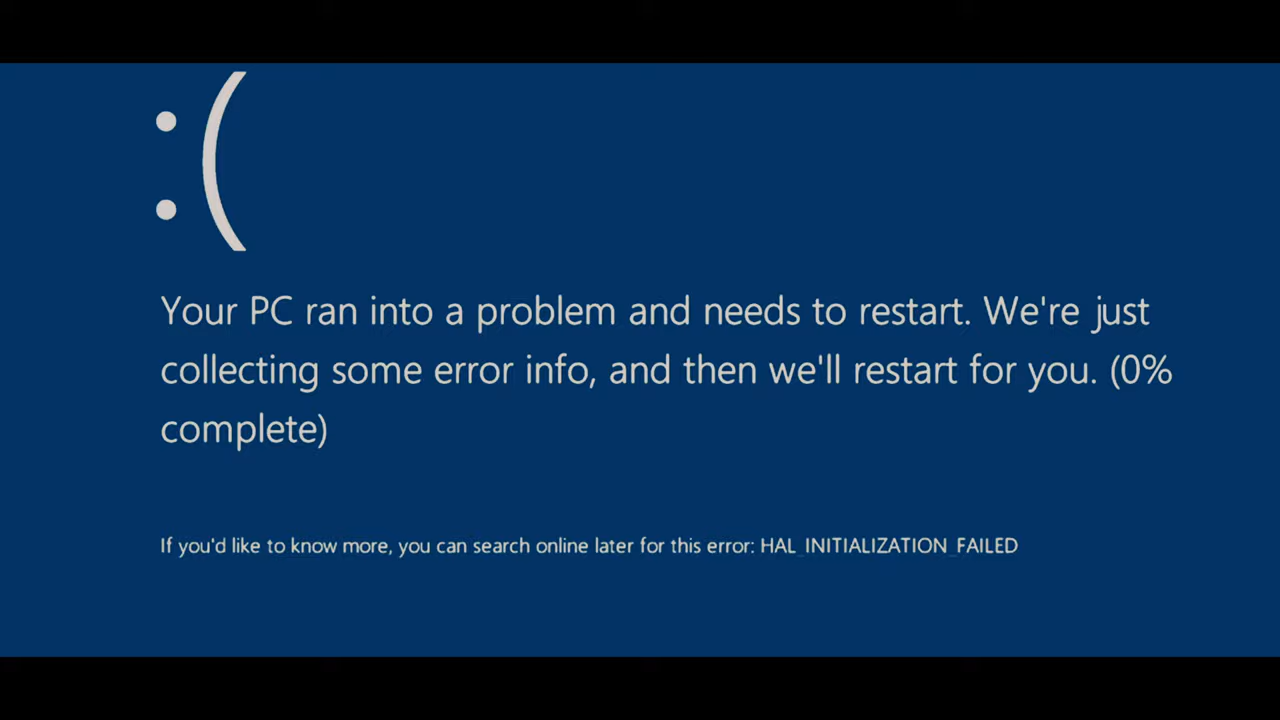 :(
Your PC ran into a problem and needs to restart. We're just
collecting some error info, and then we'll restart for you. (0%
complete)
If you'd like to know more, you can search online later for this error: HAL_INITIALIZATION_FAILED